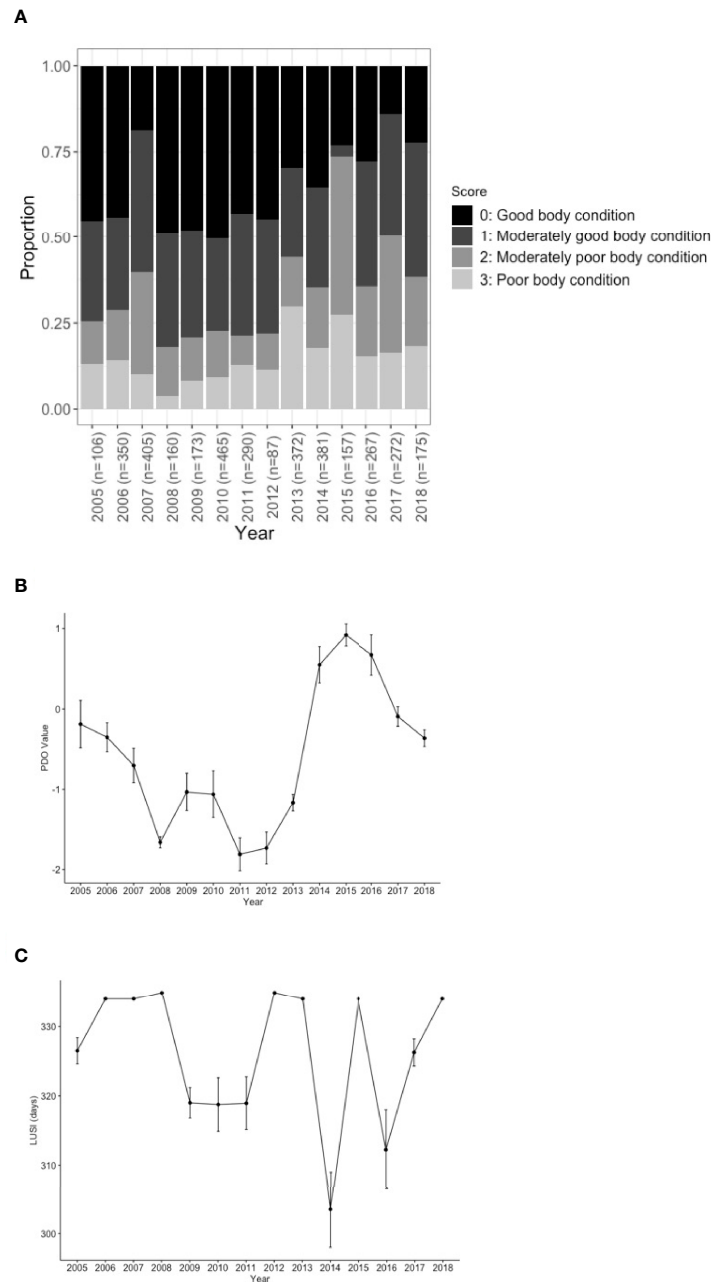 A
1.00
0.75
0.50
0.25
0.00
Proportion
2005 (n=106)
2006 (n=350)
2007 (n=405)
2008 (n=160)
2009 (n=173)
2010 (n=465)
2011 (n=290)
2012 (n=87)
2013 (n=372)
2014 (n=381)
2015 (n=157)
2016 (n=267)
2017 (n=272)
2018 (n=175)
Year
Score
0: Good body condition
1: Moderately good body condition
2: Moderately poor body condition
3: Poor body condition
B
1
0
-1
-2
PDO Value
2005 2006 2007 2008 2009 2010 2011 2012 2013 2014 2015 2016 2017 2018
Year
C
330
320
310
300
LUSI (days)
2005 2006 2007 2008 2009 2010 2011 2012 2013 2014 2015 2016 2017 2018
Year